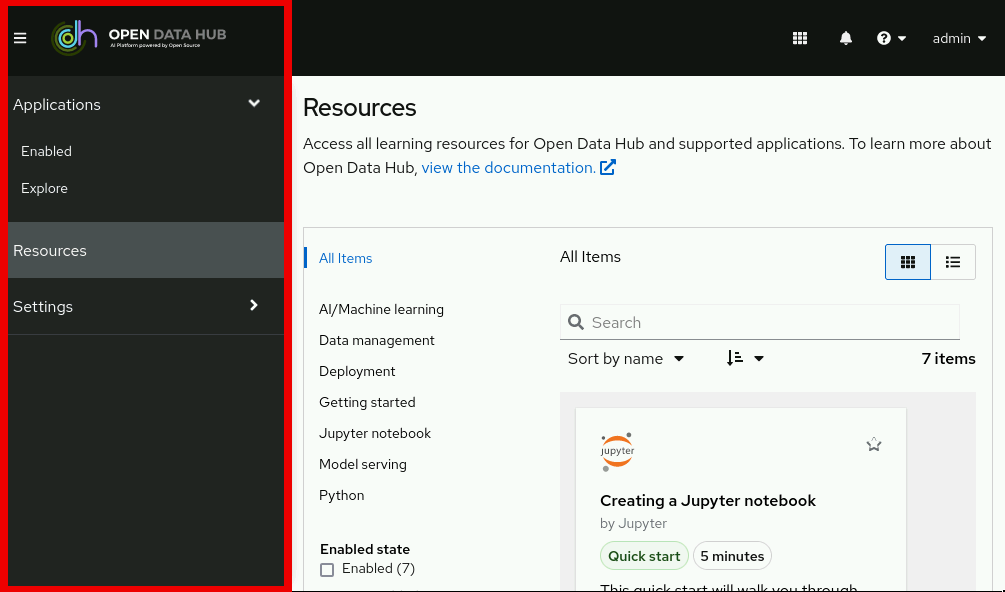 OPEN DATA HUB
AI Platform powered by Open Source
admin
Applications
Enabled
Explore
Resources
Settings
Resources
Access all learning resources for Open Data Hub and supported applications. To learn more about
Open Data Hub, view the documentation.
All Items
AI/Machine learning
Data management
Deployment
Getting started
Jupyter notebook
Model serving
Python
Enabled state
Enabled (7)
All Items
Search
Sort by name
7 items
jupyter
Creating a Jupyter notebook
by Jupyter
Quick start
5 minutes
This quick start will walk you through